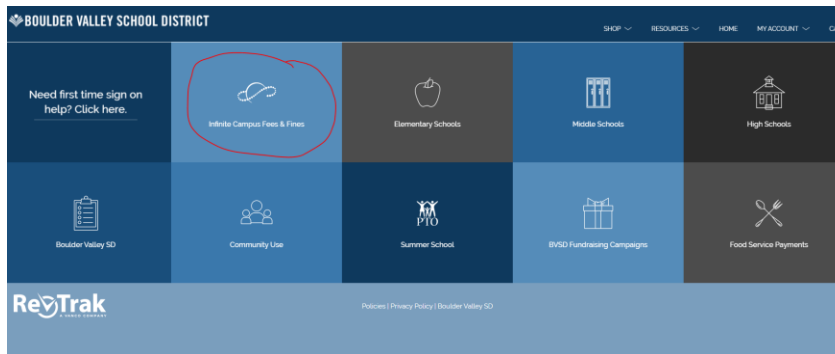 BOULDER VALLEY SCHOOL DISTRICT
SHOP RESOURCES HOME MY ACCOUNT
Need first time sign on
help? Click here.
Infinite Campus Fees & Fines
Elementary Schools
Middle Schools
High Schools
Boulder Valley SD
Community Use
PTO
Summer School
BVSD Fundraising Campaigns
Food Service Payments
RevTrak
Policies | Privacy Policy | Boulder Valley SD